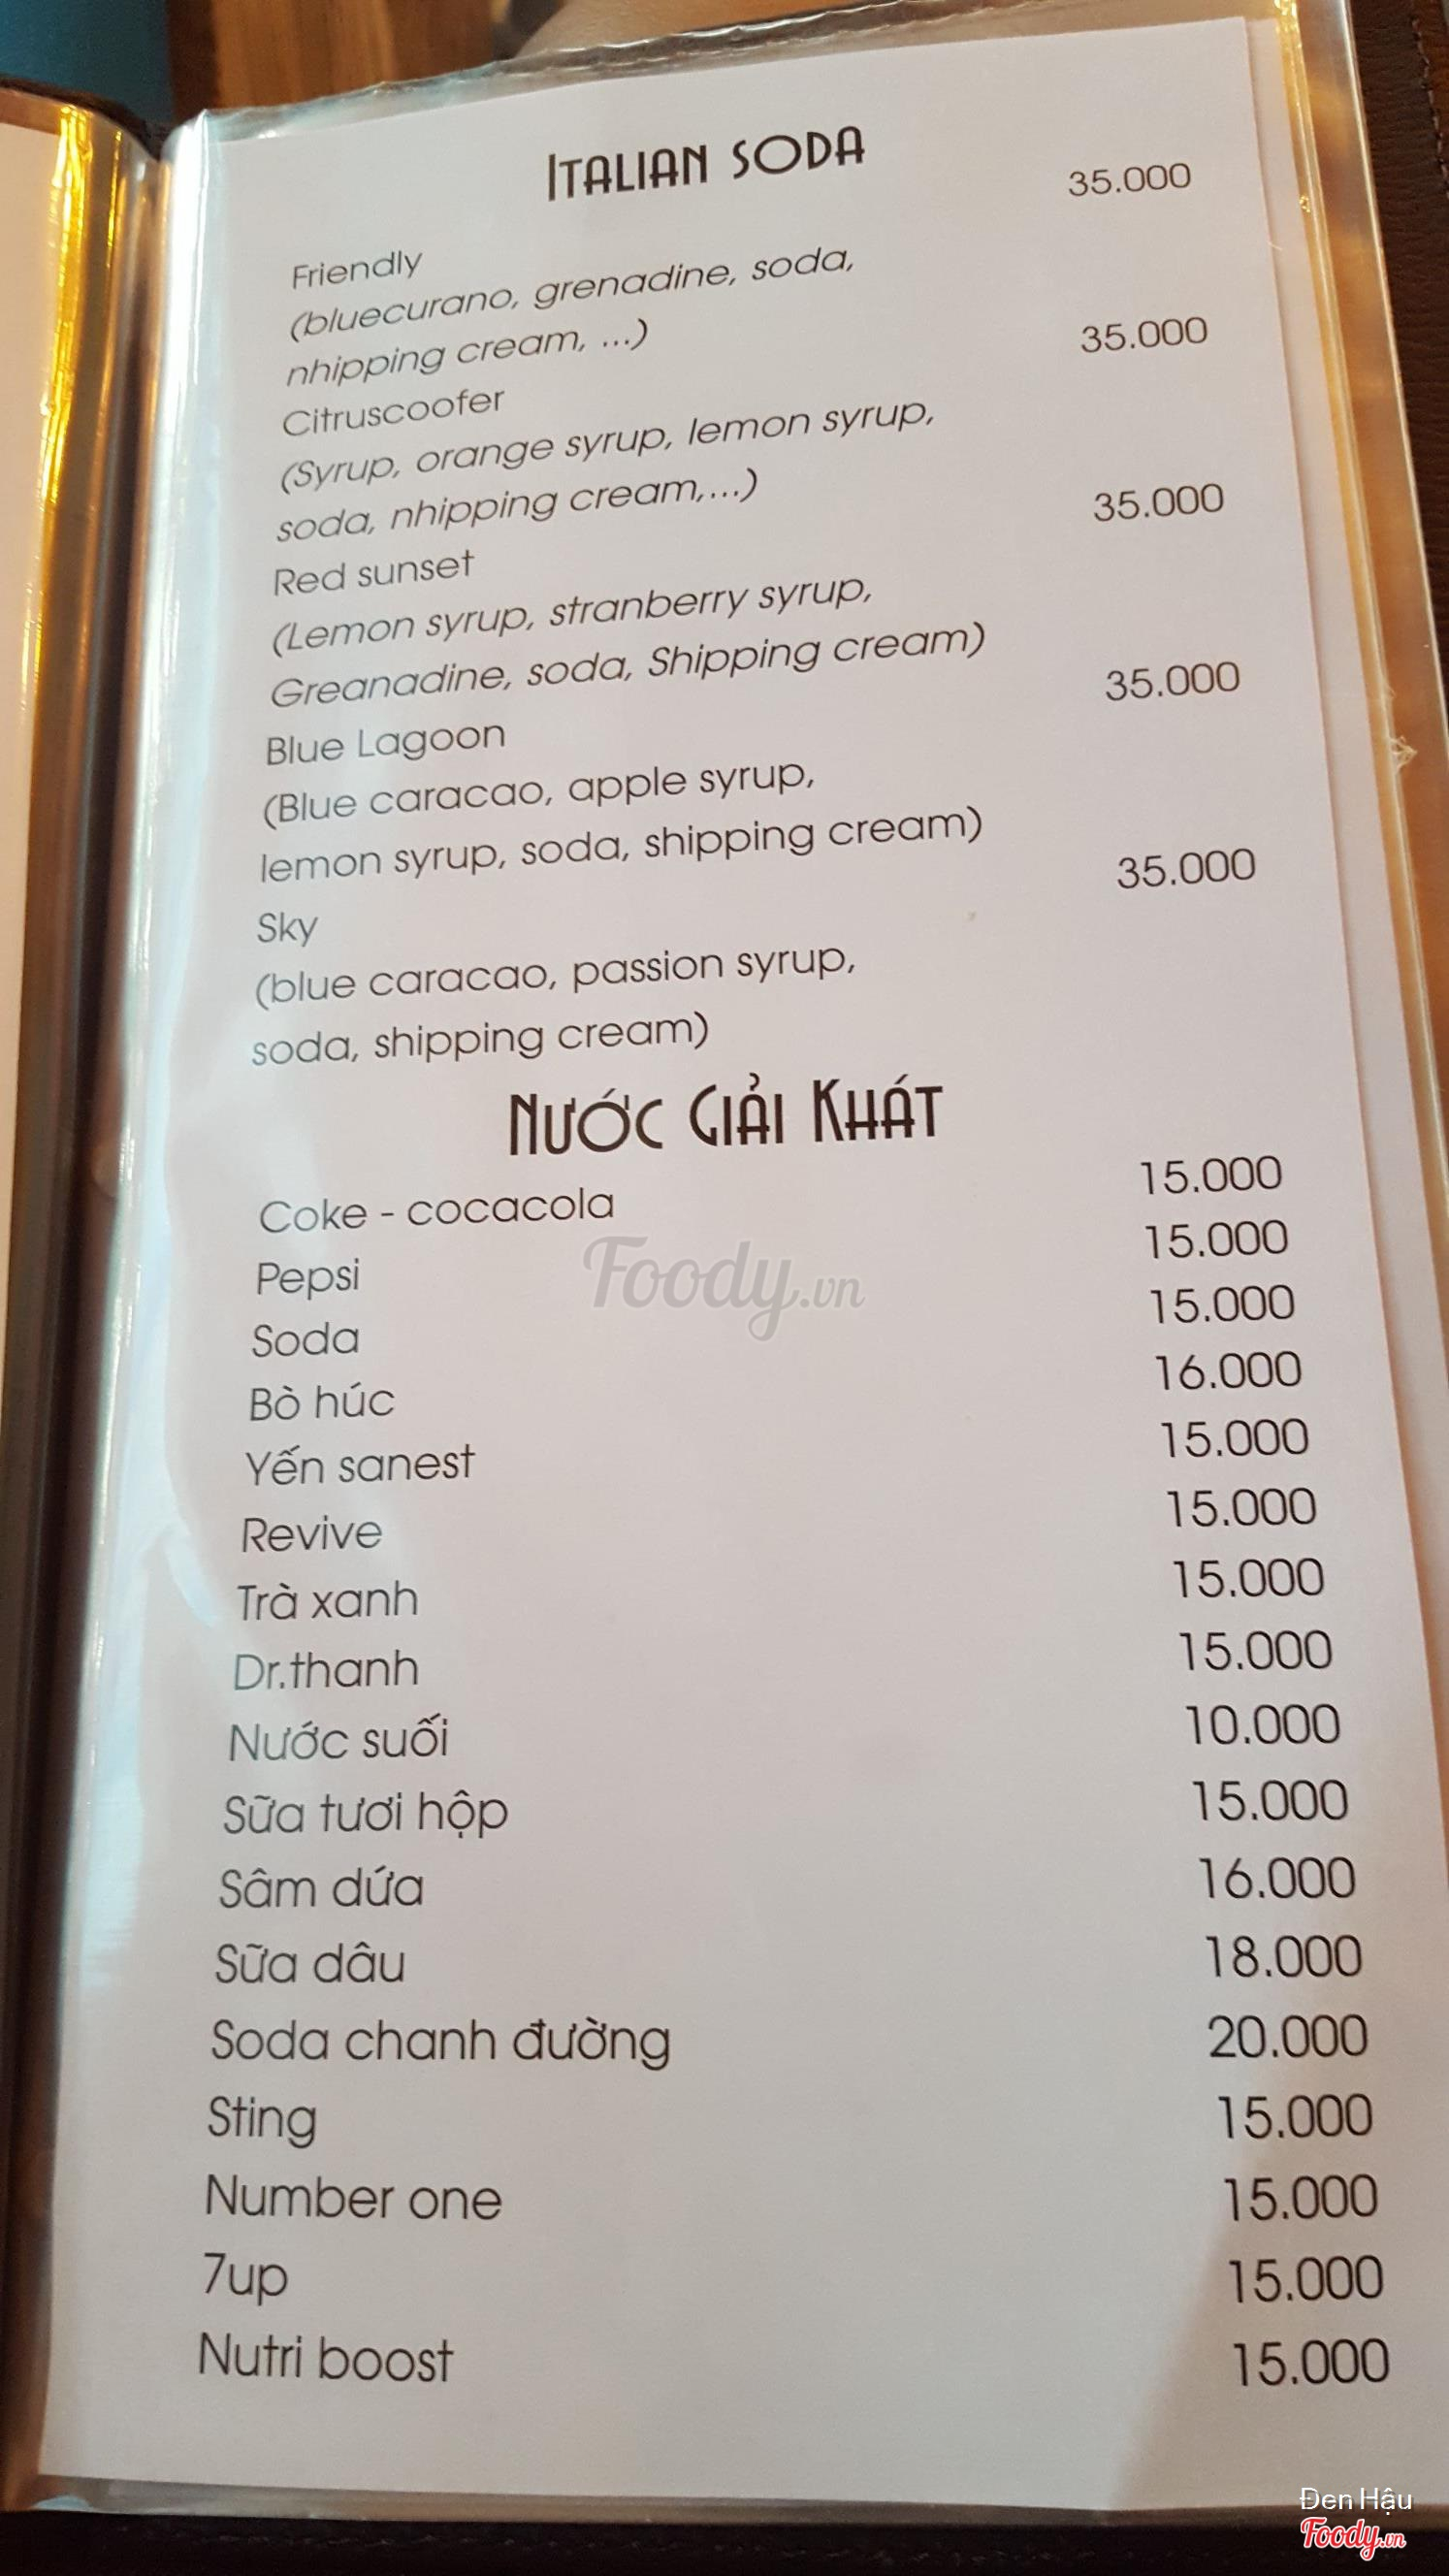 ITALIAN SODA
Friendly 35.000
(bluecurano, grenadine, soda,
nhipping cream, ...)
Citruscoofer 35.000
(Syrup, orange syrup, lemon syrup,
soda, nhipping cream,...)
Red sunset 35.000
(Lemon syrup, stranberry syrup,
Greanadine, soda, Shipping cream)
Blue Lagoon 35.000
(Blue caracao, apple syrup,
lemon syrup, soda, shipping cream)
Sky 35.000
(blue caracao, passion syrup,
soda, shipping cream)
NƯỚC GIẢI KHÁT
Coke - cocacola 15.000
Pepsi 15.000
Soda 15.000
Bò húc 16.000
Yến sanest 15.000
Revive 15.000
Trà xanh 15.000
Dr.thanh 15.000
Nước suối 10.000
Sữa tươi hộp 15.000
Sâm dứa 16.000
Sữa dâu 18.000
Soda chanh đường 20.000
Sting 15.000
Number one 15.000
7up 15.000
Nutri boost 15.000
Foody.vn
Đen Hậu
Foody.vn